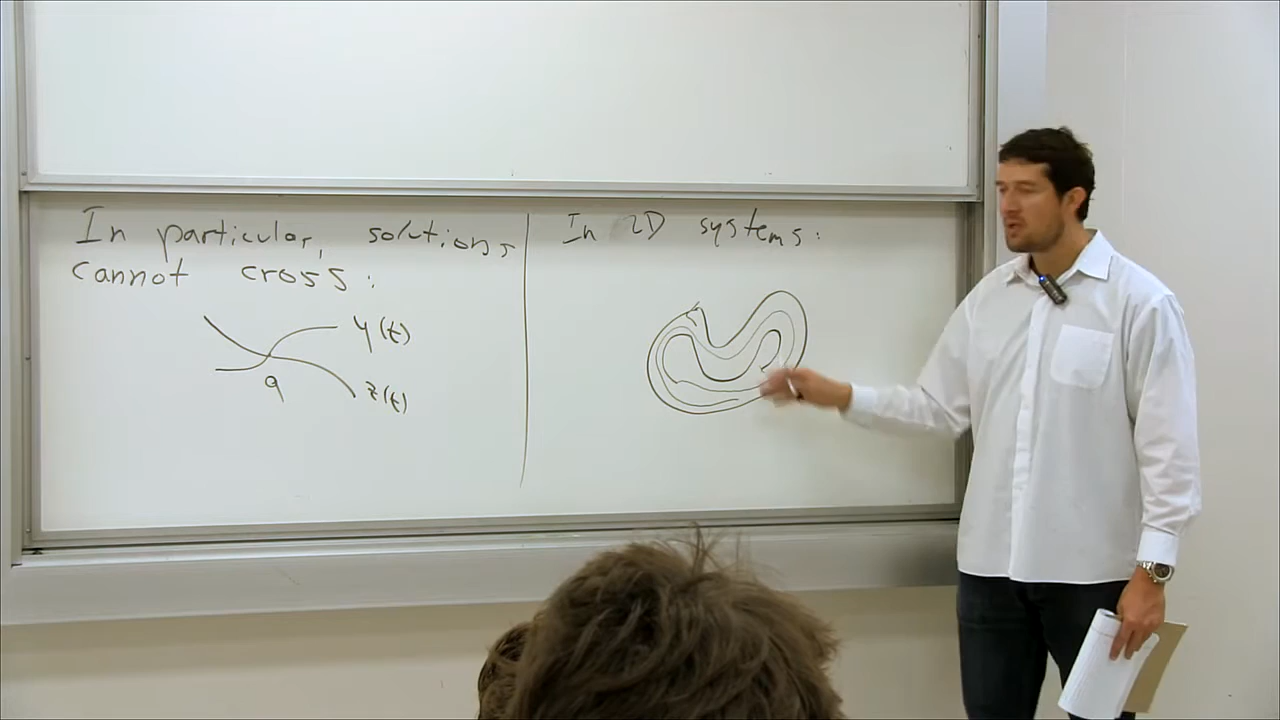 In particular, solutions
cannot cross:
y(t)
a
z(t)
In 2D systems: